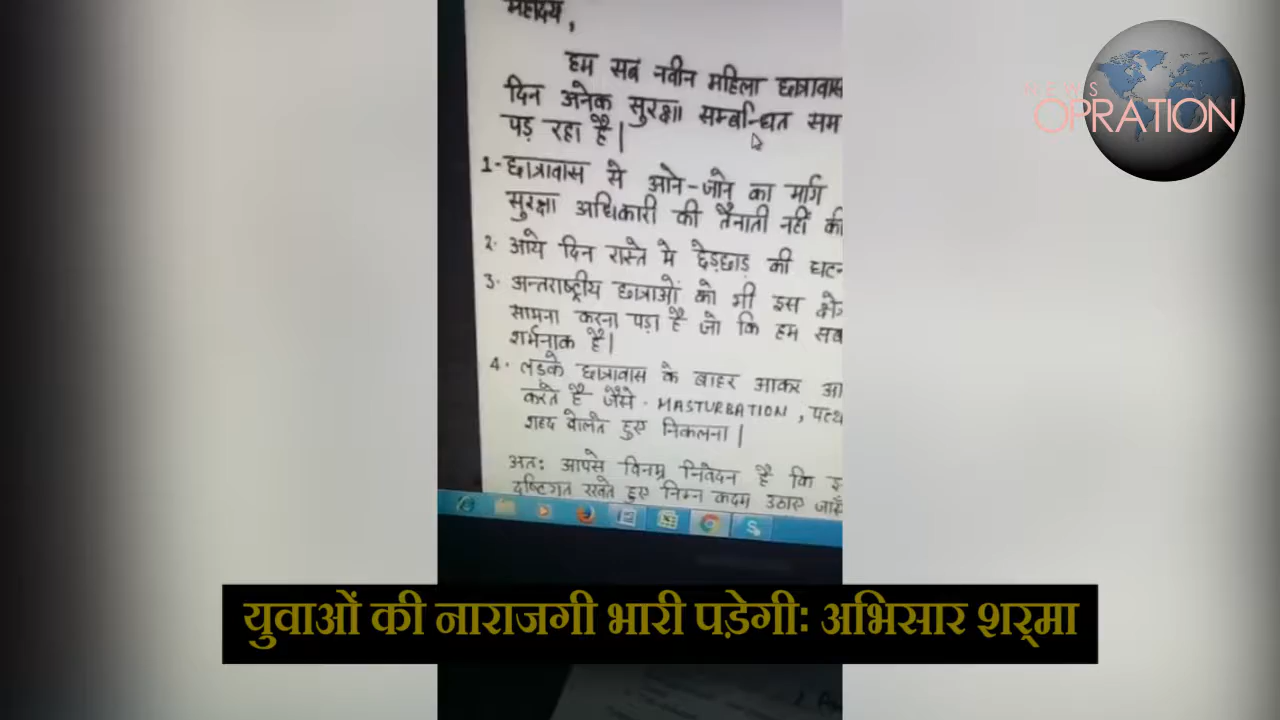 महोदय,
हम सब नवीन महिला छात्रावास
दिन अनेक सुरक्षा सम्बन्धित सम
पड़ रहा है।
1- छात्रावास से आने-जाने का मार्ग
सुरक्षा अधिकारी की तैनाती नहीं की
2. आये दिन रास्ते मे छेड़छाड़ की घटन
3. अन्तराष्ट्रीय छात्राओं को भी इस क्षे
सामना करना पड़ा है जो कि हम सब
शर्मनाक है।
4. लड़के छात्रावास के बाहर आकर
करते है जैसे - MASTURBATION, पत्थ
शब्द बोलते हुए निकलना।
अतः आपसे विनम्र निवेदन है कि इ
दृष्टिगत रखते हुए निम्न कदम उठाए जाएँ
NEWS
OPRATION
युवाओं की नाराजगी भारी पड़ेगी: अभिसार शर्मा